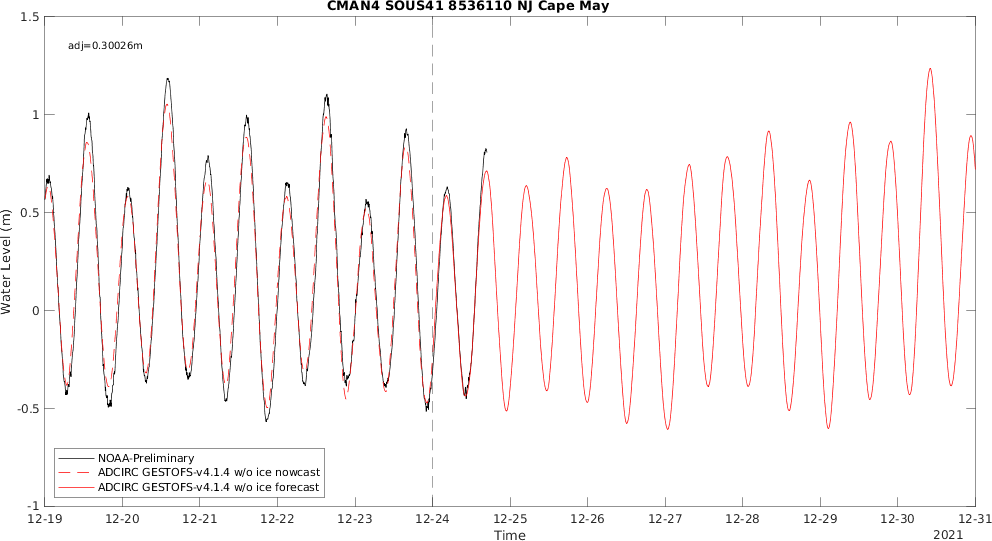 CMAN4 SOUS41 8536110 NJ Cape May
adj=0.30026m
Water Level (m)
1.5
1
0.5
0
-0.5
-1
NOAA-Preliminary
ADCIRC GESTOFS-v4.1.4 w/o ice nowcast
ADCIRC GESTOFS-v4.1.4 w/o ice forecast
12-19 12-20 12-21 12-22 12-23 12-24 12-25 12-26 12-27 12-28 12-29 12-30 12-31
Time
2021